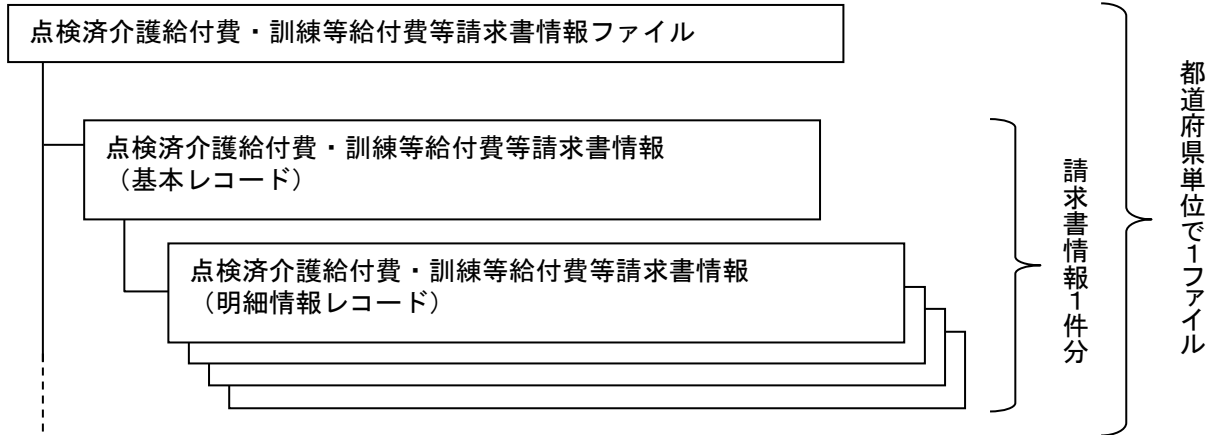 点検済介護給付費・訓練等給付費等請求書情報ファイル
点検済介護給付費・訓練等給付費等請求書情報
（基本レコード）
点検済介護給付費・訓練等給付費等請求書情報
（明細情報レコード）
請求書情報１件分
都道府県単位で１ファイル